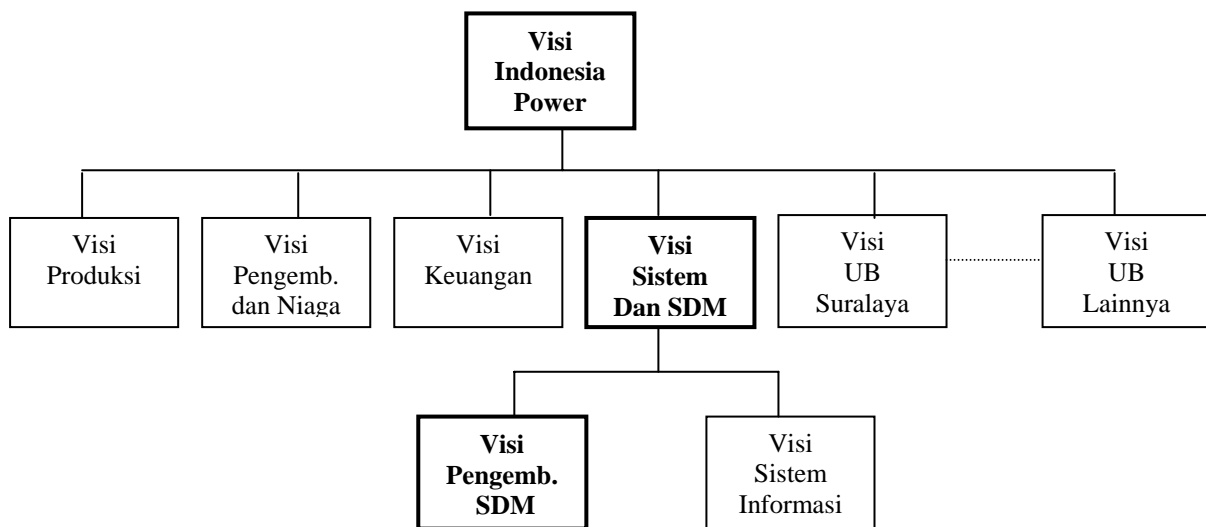 Visi
Indonesia
Power
Visi
Produksi
Visi
Pengemb.
dan Niaga
Visi
Keuangan
Visi
Sistem
Dan SDM
Visi
UB
Suralaya
Visi
UB
Lainnya
Visi
Pengemb.
SDM
Visi
Sistem
Informasi